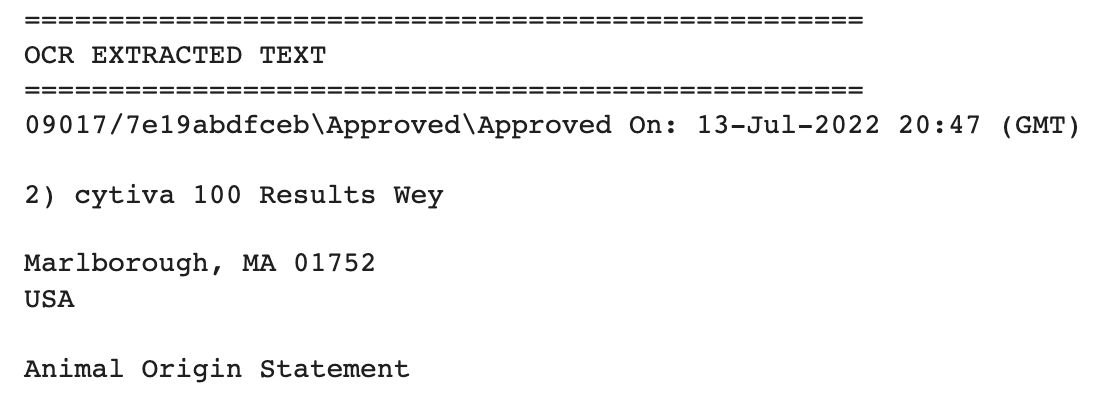 ==================================================
OCR EXTRACTED TEXT
==================================================
09017/7e19abdfceb\Approved\Approved On: 13-Jul-2022 20:47 (GMT)
2) cytiva 100 Results Wey
Marlborough, MA 01752
USA
Animal Origin Statement